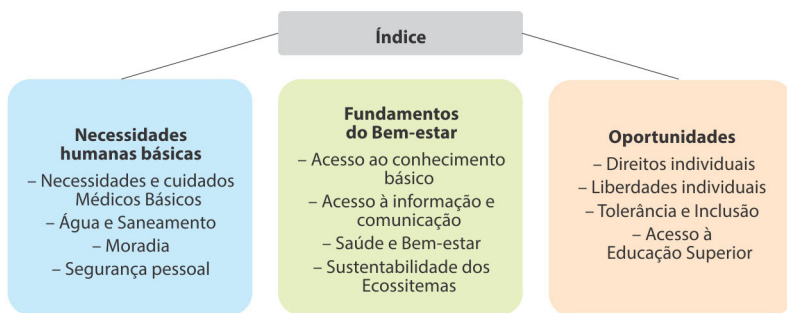 Índice
Necessidades
humanas básicas
– Necessidades e cuidados
Médicos Básicos
– Água e Saneamento
– Moradia
– Segurança pessoal
Fundamentos
do Bem-estar
– Acesso ao conhecimento
básico
– Acesso à informação e
comunicação
– Saúde e Bem-estar
– Sustentabilidade dos
Ecossitemas
Oportunidades
– Direitos individuais
– Liberdades individuais
– Tolerância e Inclusão
– Acesso à
Educação Superior